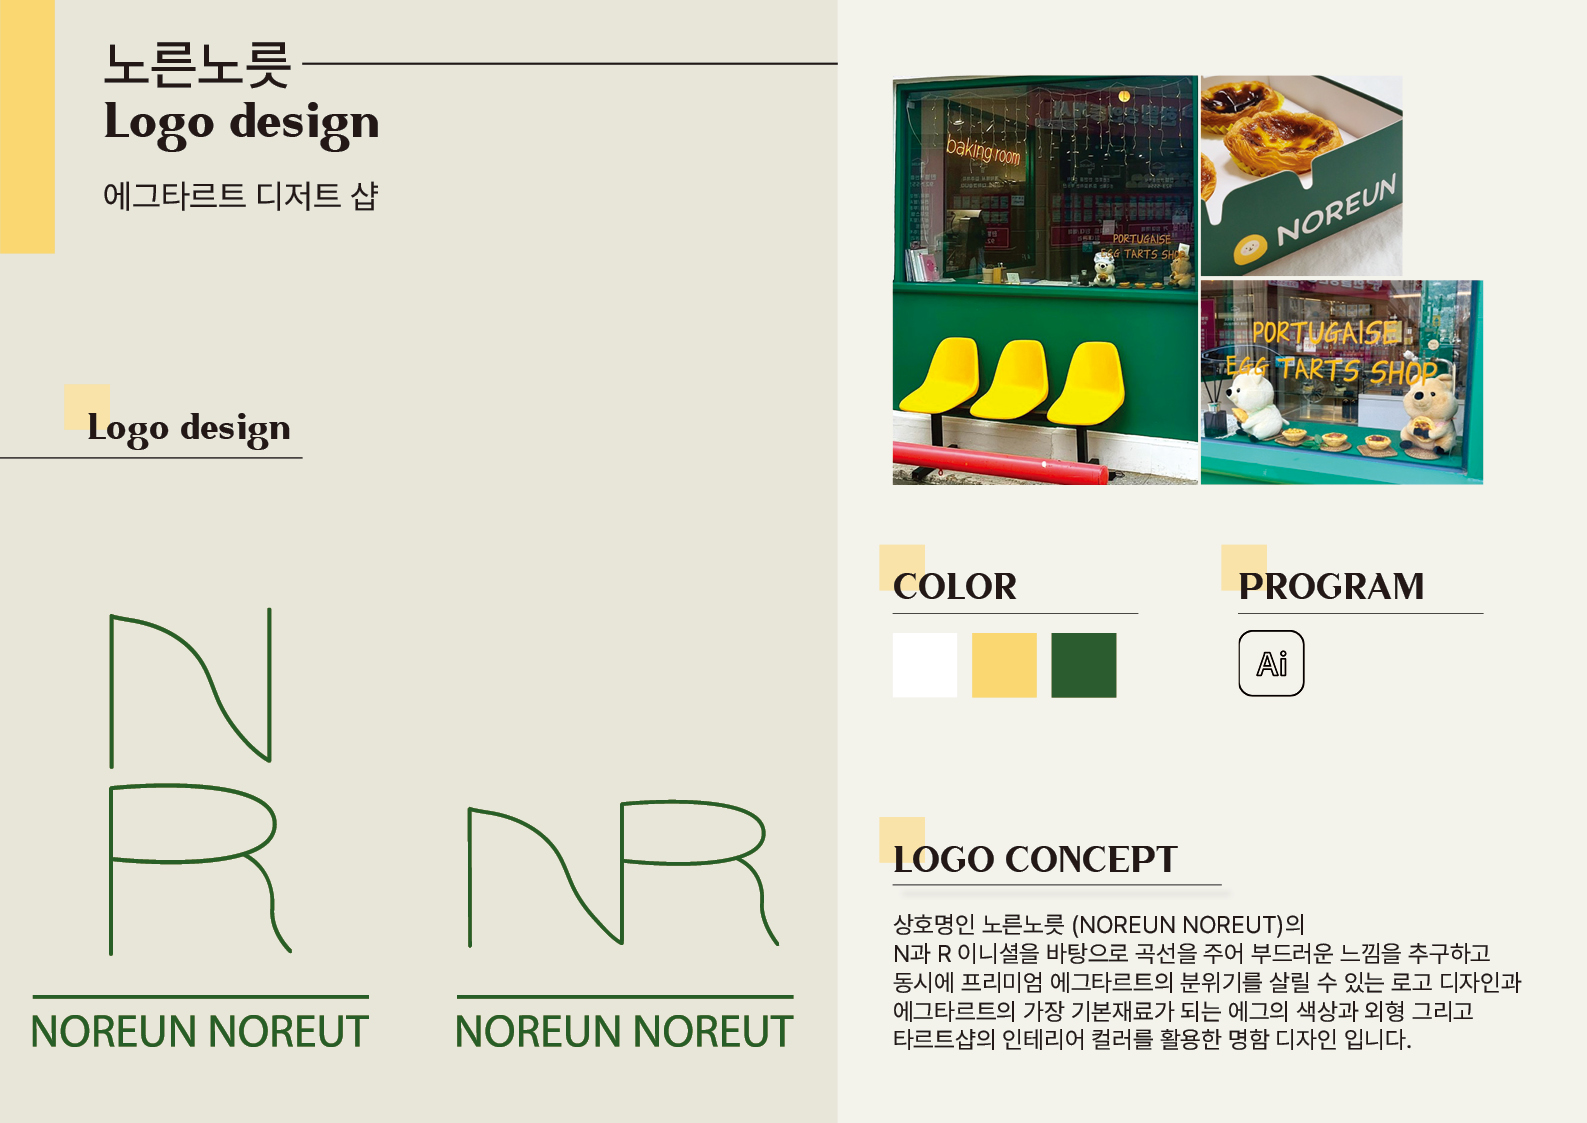 노른노릇
Logo design
에그타르트 디저트 샵
Logo design
N
R
NOREUN NOREUT
NR
NOREUN NOREUT
baking room
PORTUGAISE
EGG TARTS SHOP
NOREUN
PORTUGAISE
EGG TARTS SHOP
COLOR
PROGRAM
Ai
LOGO CONCEPT
상호명인 노른노릇 (NOREUN NOREUT)의
N과 R 이니셜을 바탕으로 곡선을 주어 부드러운 느낌을 추구하고
동시에 프리미엄 에그타르트의 분위기를 살릴 수 있는 로고 디자인과
에그타르트의 가장 기본재료가 되는 에그의 색상과 외형 그리고
타르트샵의 인테리어 컬러를 활용한 명함 디자인 입니다.